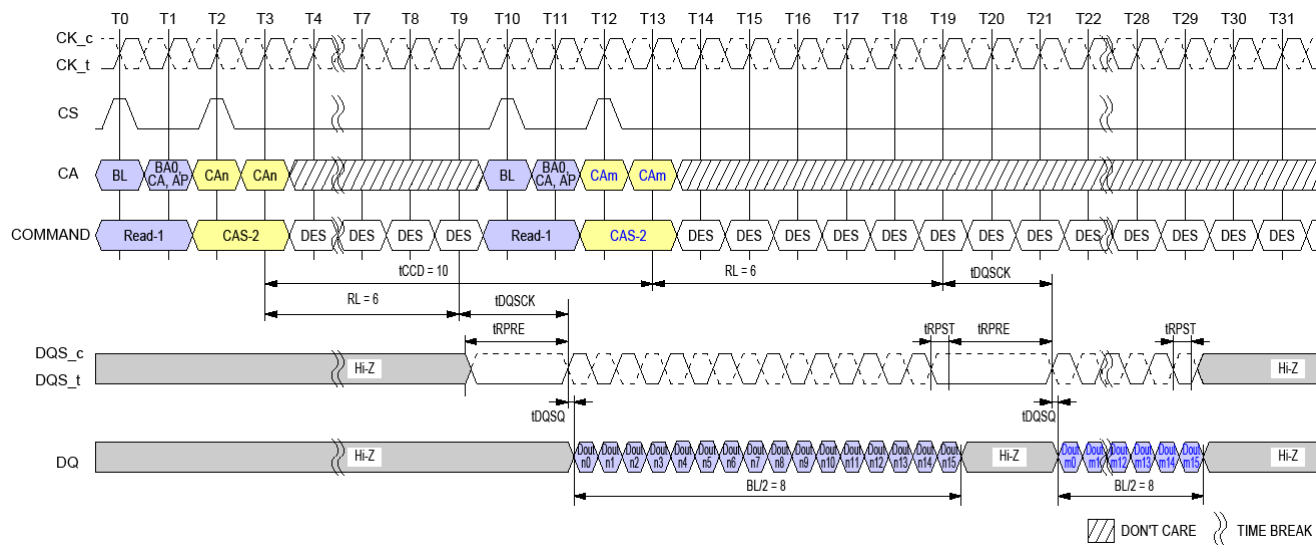 T0 T1 T2 T3 T4 T7 T8 T9 T10 T11 T12 T13 T14 T15 T16 T17 T18 T19 T20 T21 T22 T28 T29 T30 T31
CK_c
CK_t
CS
CA BL BA0, CA, AP CAn CAn BL BA0, CA, AP CAm CAm
COMMAND Read-1 CAS-2 DES DES DES DES Read-1 CAS-2 DES DES DES DES DES DES DES DES DES DES DES DES DES
tCCD = 10 RL = 6 tDQSCK
RL = 6 tDQSCK
tRPRE tRPST tRPRE tRPST
DQS_c
DQS_t
Hi-Z Hi-Z
tDQSQ tDQSQ
DQ Hi-Z Dout n0 Dout n1 Dout n2 Dout n3 Dout n4 Dout n5 Dout n6 Dout n7 Dout n8 Dout n9 Dout n10 Dout n11 Dout n12 Dout n13 Dout n14 Dout n15 Hi-Z Dout m0 Dout m1 Dout m12 Dout m13 Dout m14 Dout m15 Hi-Z
BL/2 = 8 BL/2 = 8
DON'T CARE TIME BREAK